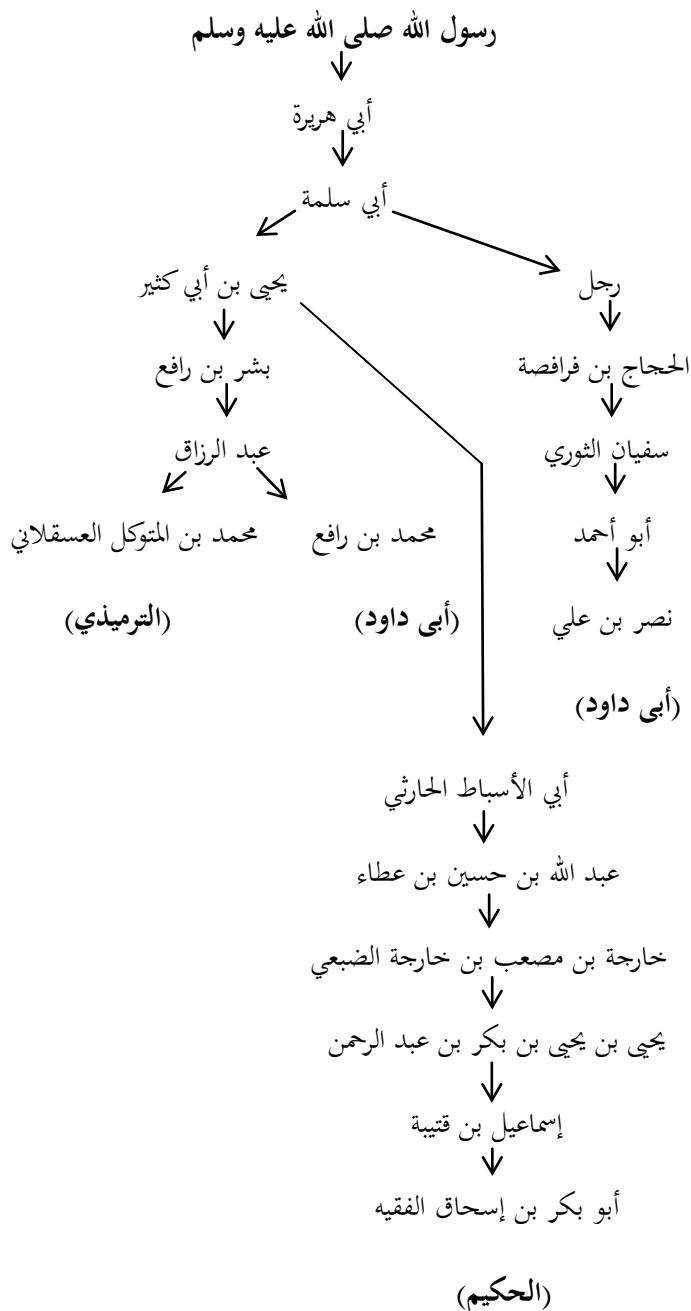 رسول الله صلى الله عليه وسلم
أبي هريرة
أبي سلمة
رجل
يحيى بن أبي كثير
الحجاج بن فرافصة
بشر بن رافع
سفيان الثوري
عبد الرزاق
أبو أحمد
محمد بن رافع
محمد بن المتوكل العسقلاني
نصر بن علي
(أبى داود)
(الترميذي)
(أبى داود)
أبي الأسباط الحارثي
عبد الله بن حسين بن عطاء
خارجة بن مصعب بن خارجة الضبعي
يحيى بن يحيى بن بكر بن عبد الرحمن
إسماعيل بن قتيبة
أبو بكر بن إسحاق الفقيه
(الحكيم)